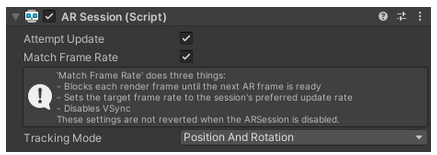 AR Session (Script)
Attempt Update
Match Frame Rate
'Match Frame Rate' does three things:
- Blocks each render frame until the next AR frame is ready
- Sets the target frame rate to the session's preferred update rate
- Disables VSync
These settings are not reverted when the ARSession is disabled.
Tracking Mode Position And Rotation